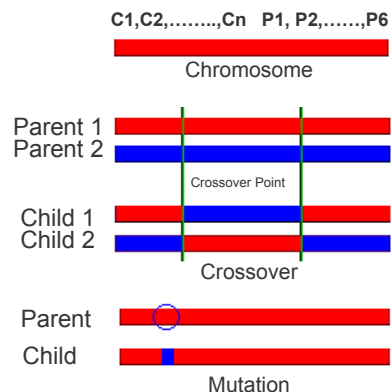 C1,C2,……..,Cn P1, P2,……,P6
Chromosome
Parent 1
Parent 2
Crossover Point
Child 1
Child 2
Crossover
Parent
Child
Mutation